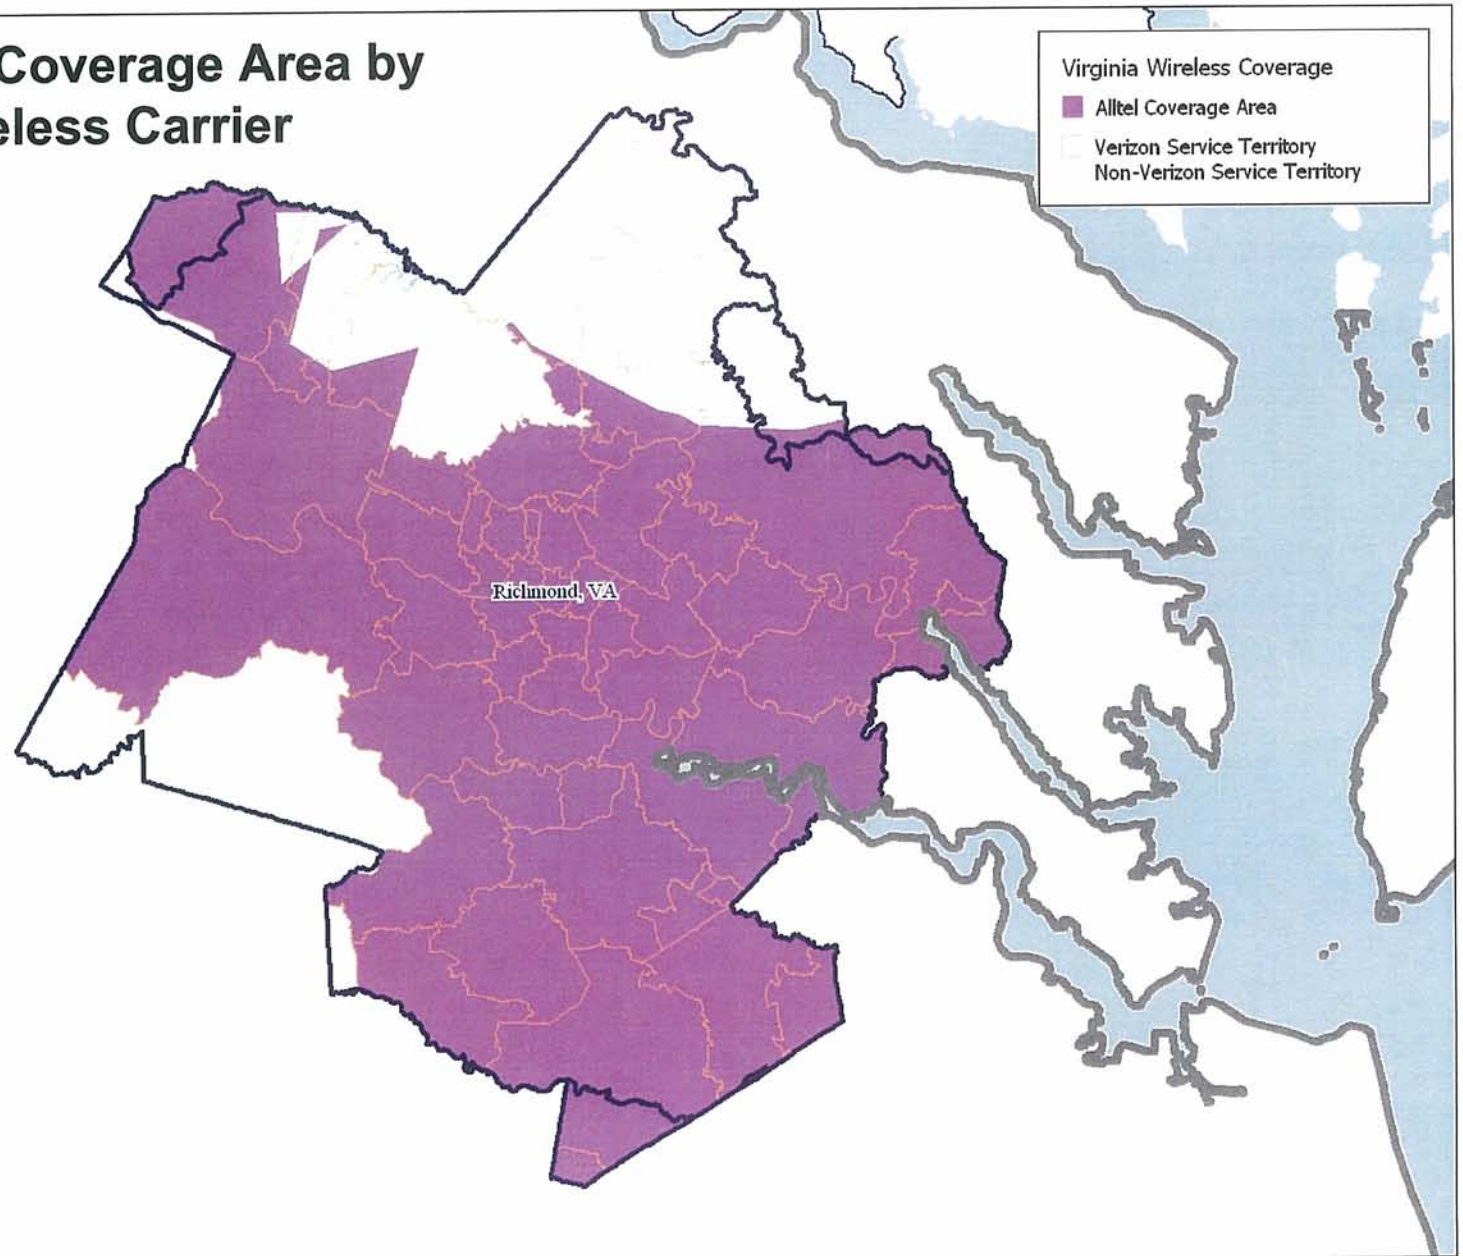 Coverage Area by
eless Carrier
Virginia Wireless Coverage
Alltel Coverage Area
Verizon Service Territory
Non-Verizon Service Territory
Richmond, VA